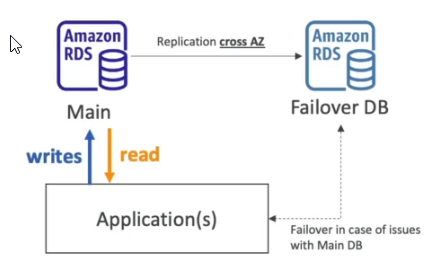 Amazon
RDS
Replication cross AZ
Amazon
RDS
Main
Failover DB
writes
read
Application(s)
Failover in case of issues
with Main DB